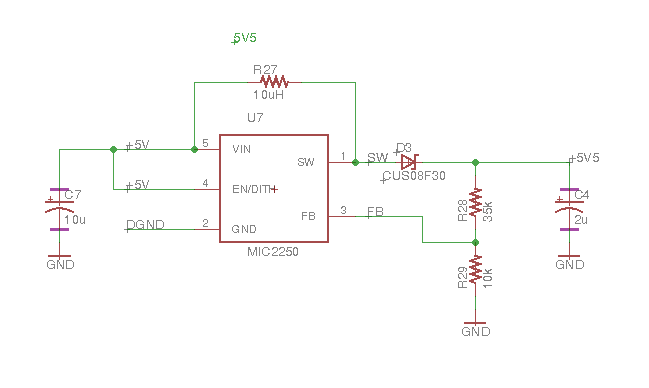 5V5
R27
10uH
U7
+5V
5
VIN
SW
1
SW
D3
+5V5
CUS08F30
C7
10u
+5V
4
EN/DITH
R28
35k
C4
2u
DGND
2
GND
FB
3
FB
MIC2250
GND
R29
10k
GND
GND